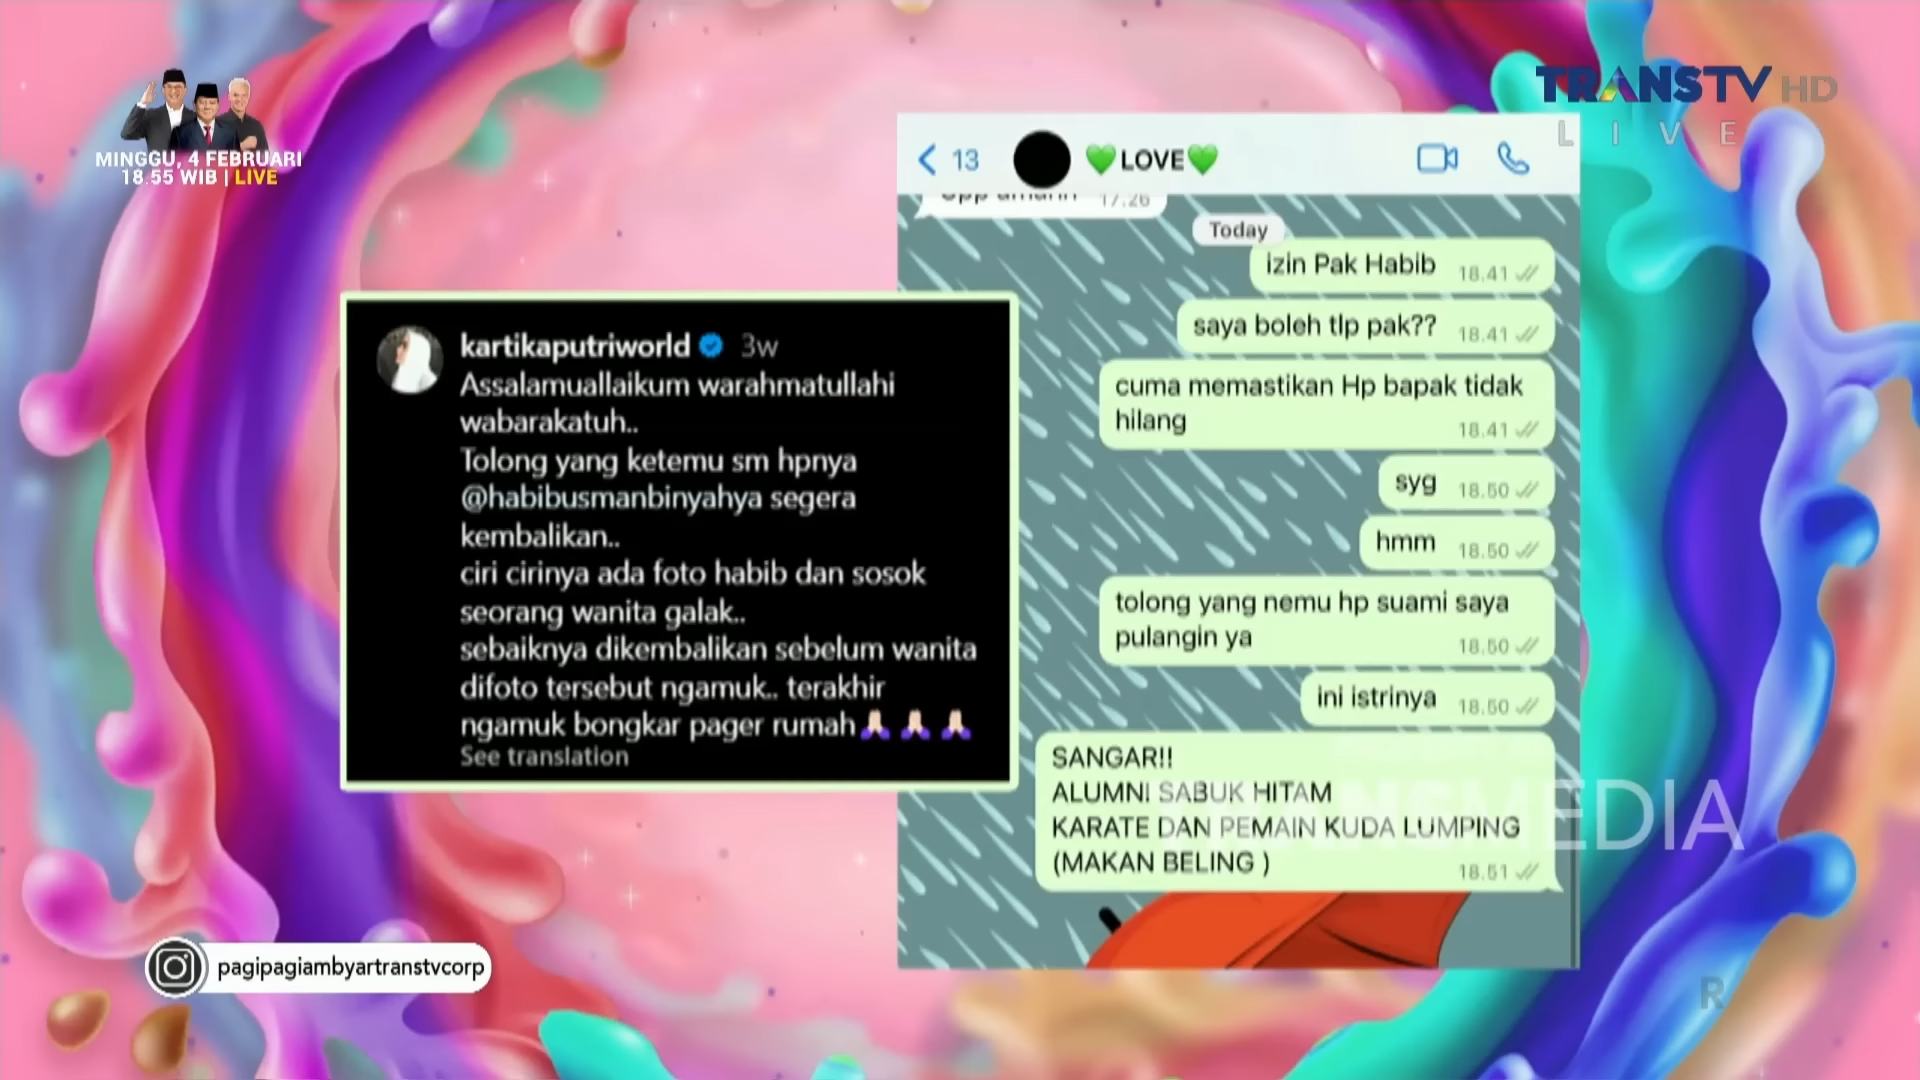 MINGGU, 4 FEBRUARI
18.55 WIB | LIVE
TRANSTV HD
LIVE
kartikaputriworld 3w
Assalamuallaikum warahmatullahi
wabarakatuh..
Tolong yang ketemu sm hpnya
@habibusmanbinyahya segera
kembalikan..
ciri cirinya ada foto habib dan sosok
seorang wanita galak..
sebaiknya dikembalikan sebelum wanita
difoto tersebut ngamuk.. terakhir
ngamuk bongkar pager rumah🙏🏻🙏🏻🙏🏻
See translation
13 💚LOVE💚
17.26
Today
izin Pak Habib 18.41
saya boleh tlp pak?? 18.41
cuma memastikan Hp bapak tidak
hilang 18.41
syg 18.50
hmm 18.50
tolong yang nemu hp suami saya
pulangin ya 18.50
ini istrinya 18.50
SANGAR!!
ALUMNI SABUK HITAM
KARATE DAN PEMAIN KUDA LUMPING
(MAKAN BELING ) 18.51
pagipagiambyartranstvcorp
R